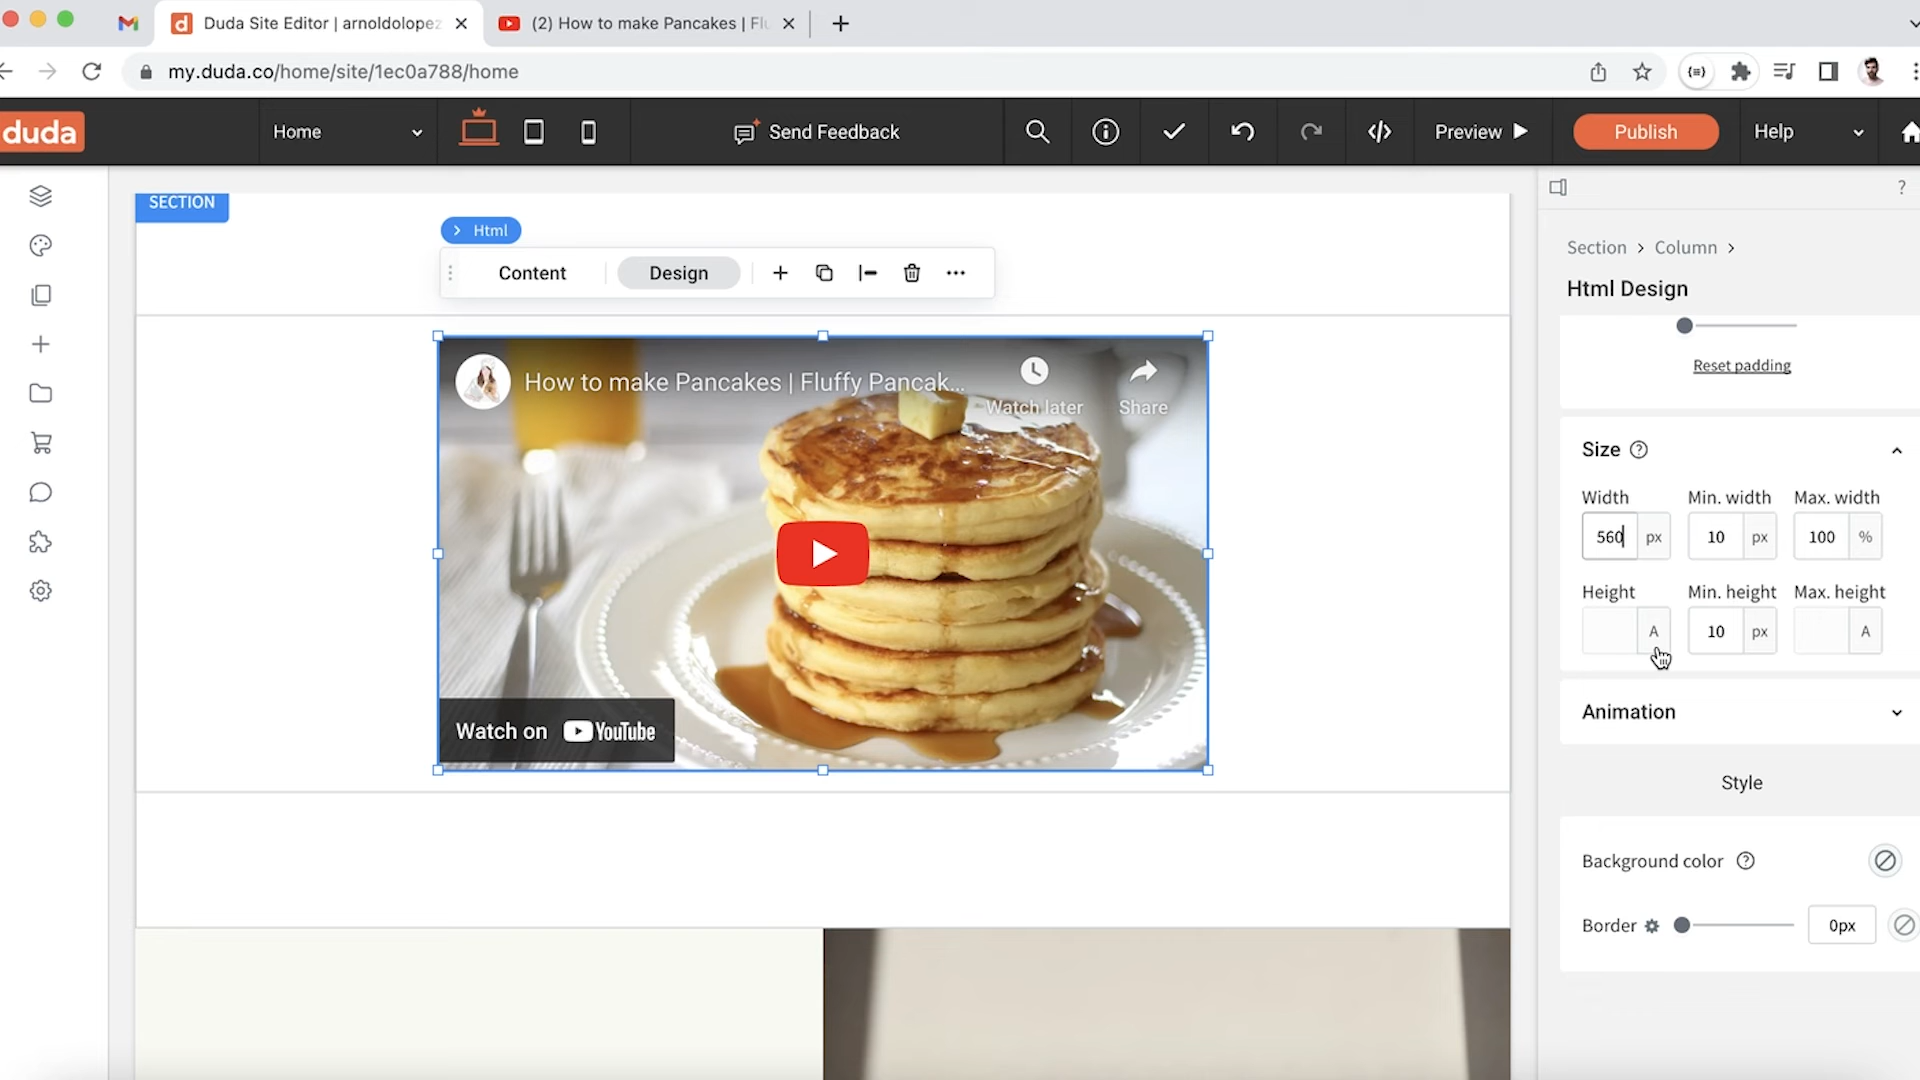 Duda Site Editor | arnoldolopez
(2) How to make Pancakes | Flu
my.duda.co/home/site/1ec0a788/home
duda
Home
Send Feedback
Preview
Publish
Help
SECTION
Html
Content
Design
How to make Pancakes | Fluffy Pancak...
Watch later
Share
Watch on YouTube
?
Section > Column >
Html Design
Reset padding
Size ?
Width Min. width Max. width
560 px 10 px 100 %
Height Min. height Max. height
A 10 px A
Animation
Style
Background color ?
Border 0px